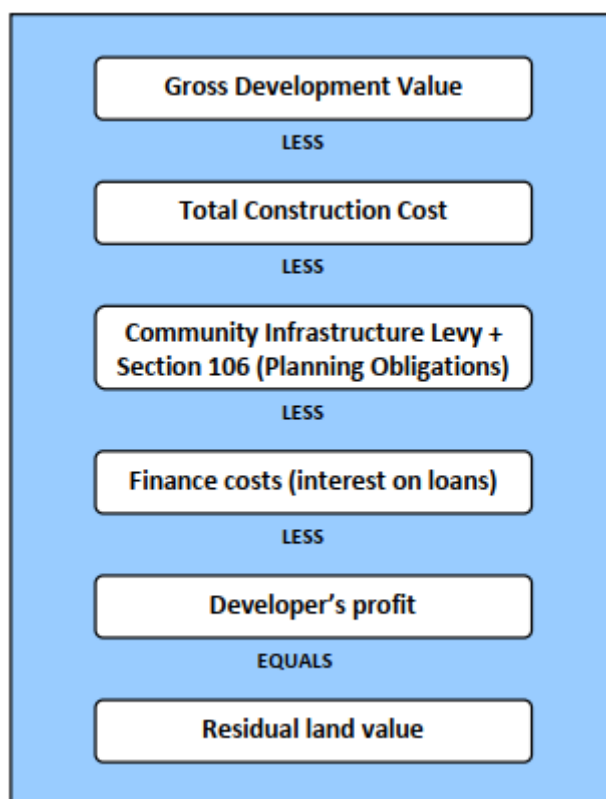 Gross Development Value
LESS
Total Construction Cost
LESS
Community Infrastructure Levy +
Section 106 (Planning Obligations)
LESS
Finance costs (interest on loans)
LESS
Developer's profit
EQUALS
Residual land value